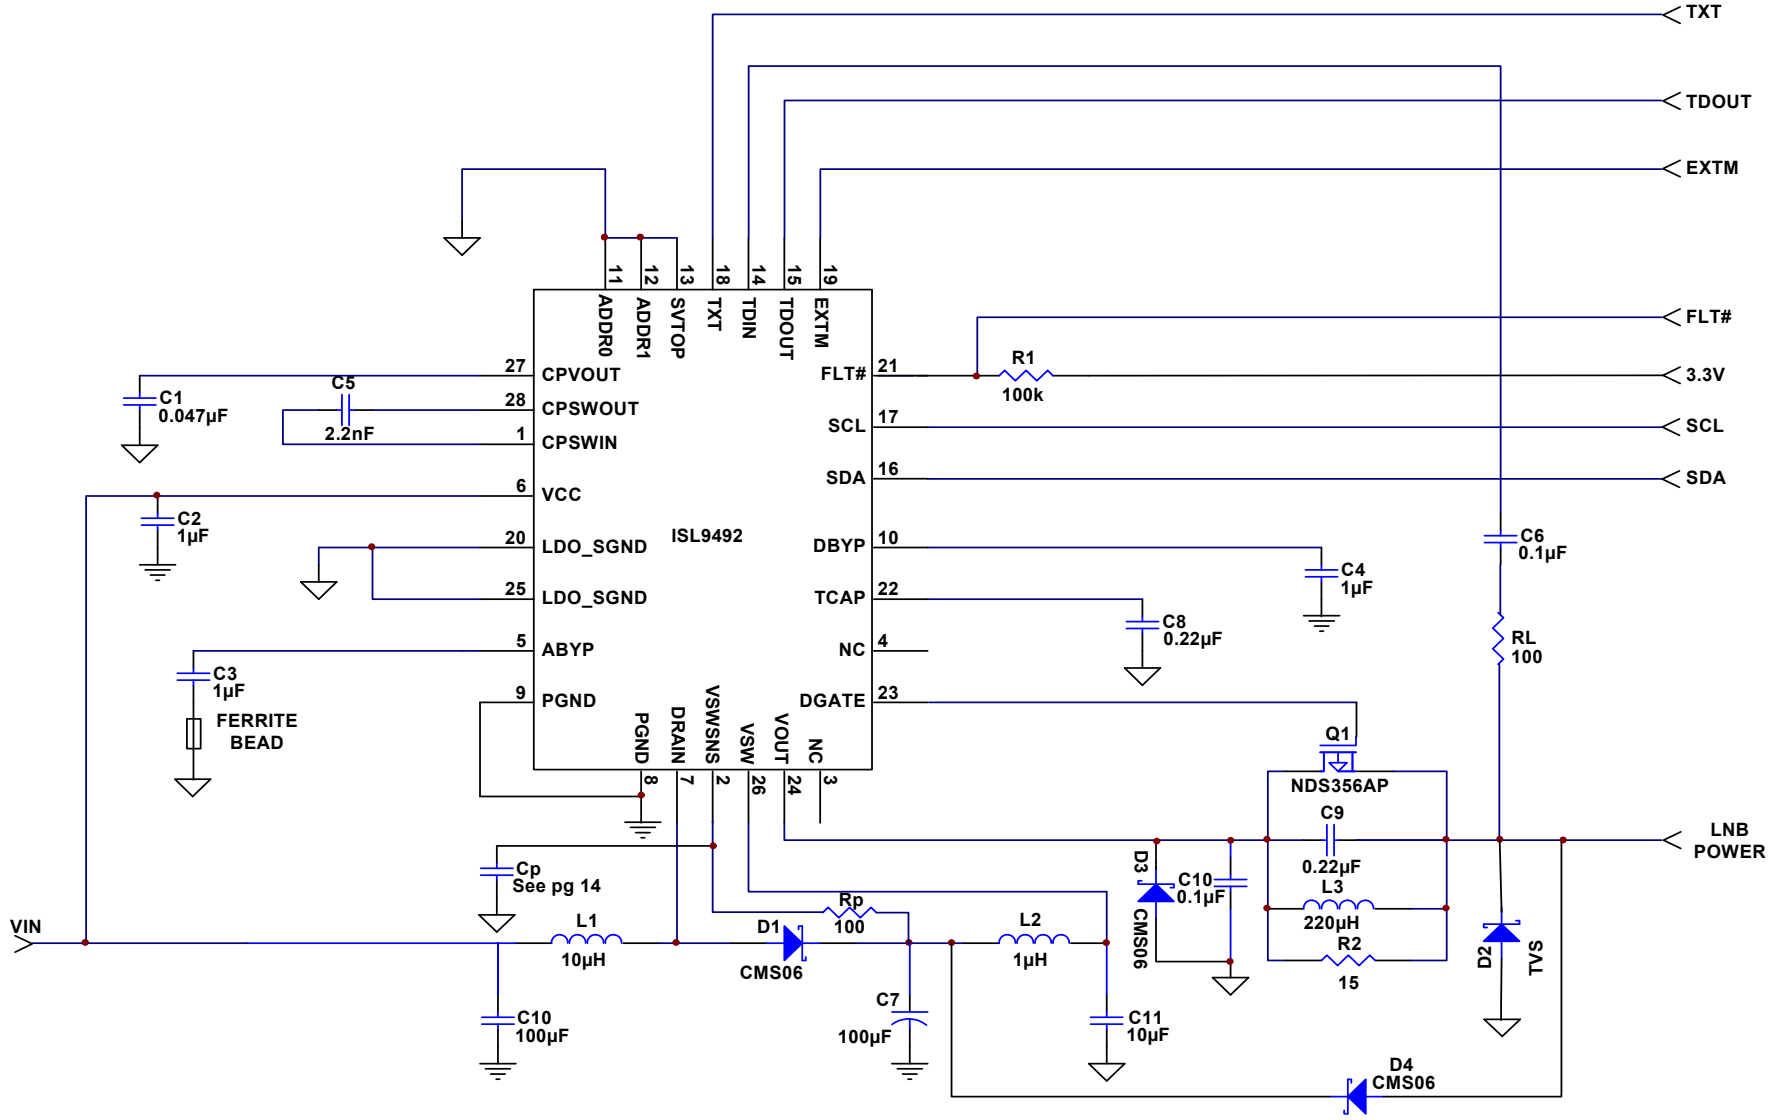 TXT
TDOUT
EXTM
11
12
13
18
14
15
19
ADDR0
ADDR1
SVTOP
TXT
TDIN
TDOUT
EXTM
FLT#
27
CPVOUT
FLT#
21
R1
100k
3.3V
C1
0.047µF
C5
2.2nF
28
CPSWOUT
SCL
17
SCL
1
CPSWIN
6
VCC
SDA
16
SDA
C2
1µF
ISL9492
20
LDO_SGND
DBYP
10
C6
0.1µF
C4
1µF
25
LDO_SGND
TCAP
22
C8
0.22µF
5
ABYP
NC
4
RL
100
C3
1µF
FERRITE
BEAD
9
PGND
DGATE
23
PGND
DRAIN
VSWSNS
VSW
VOUT
NC
8
7
2
26
24
3
Q1
NDS356AP
C9
0.22µF
LNB
POWER
Cp
See pg 14
D3
CMS06
C10
0.1µF
L3
220µH
R2
15
Rp
100
VIN
L1
10µH
D1
CMS06
L2
1µH
D2
TVS
C10
100µF
C7
100µF
C11
10µF
D4
CMS06